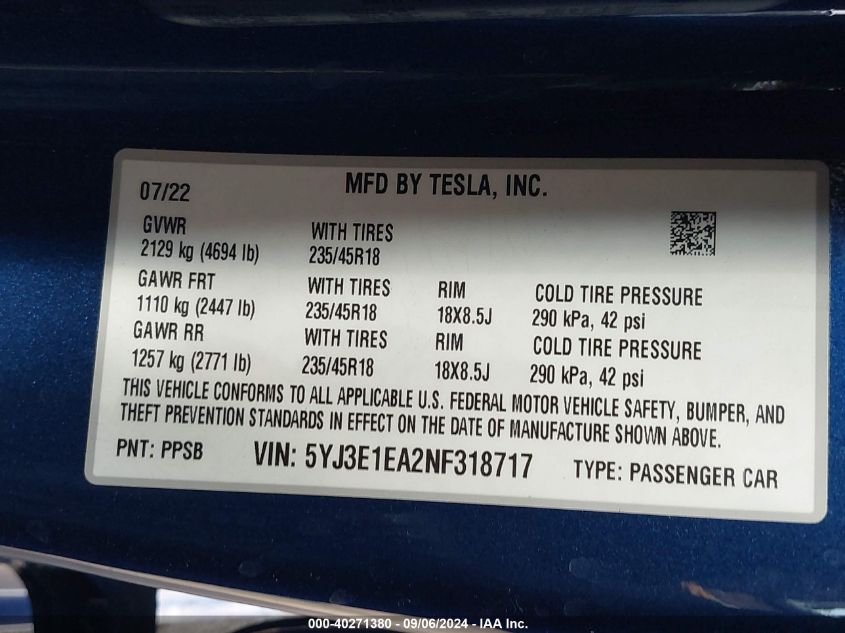 07/22 MFD BY TESLA, INC.
GVWR WITH TIRES
2129 kg (4694 lb) 235/45R18
GAWR FRT WITH TIRES RIM COLD TIRE PRESSURE
1110 kg (2447 lb) 235/45R18 18X8.5J 290 kPa, 42 psi
GAWR RR WITH TIRES RIM COLD TIRE PRESSURE
1257 kg (2771 lb) 235/45R18 18X8.5J 290 kPa, 42 psi
THIS VEHICLE CONFORMS TO ALL APPLICABLE U.S. FEDERAL MOTOR VEHICLE SAFETY, BUMPER, AND
THEFT PREVENTION STANDARDS IN EFFECT ON THE DATE OF MANUFACTURE SHOWN ABOVE.
PNT: PPSB VIN: 5YJ3E1EA2NF318717 TYPE: PASSENGER CAR
000-40271380 - 09/06/2024 - IAA Inc.